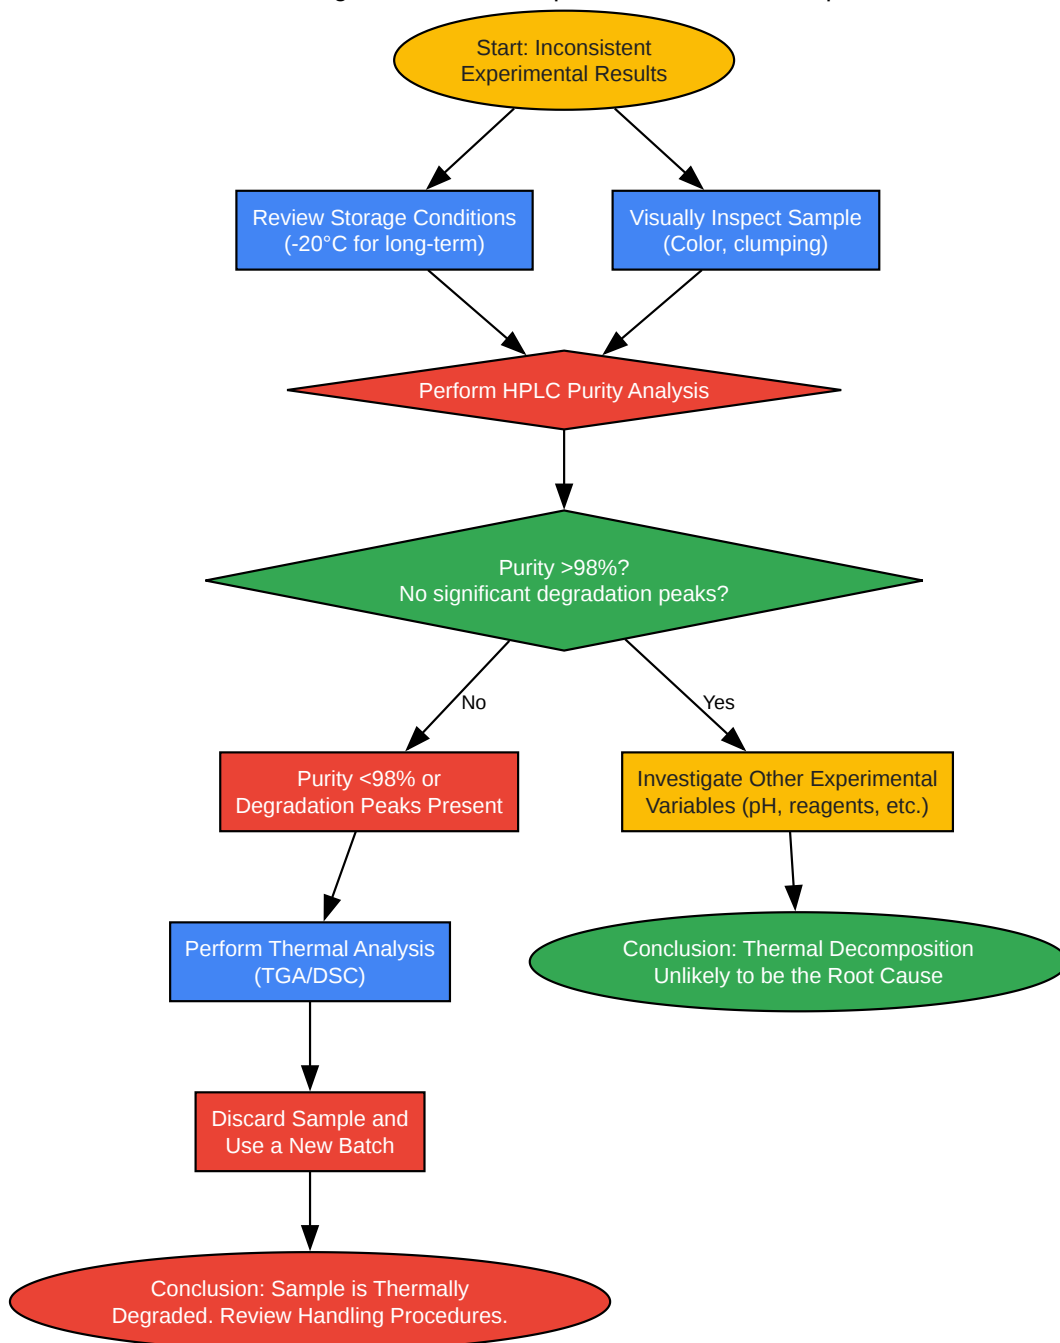 Start: Inconsistent
Experimental Results
Review Storage Conditions
(-20°C for long-term)
Visually Inspect Sample
(Color, clumping)
Perform HPLC Purity Analysis
Purity >98%?
No significant degradation peaks?
No
Yes
Purity <98% or
Degradation Peaks Present
Investigate Other Experimental
Variables (pH, reagents, etc.)
Perform Thermal Analysis
(TGA/DSC)
Conclusion: Thermal Decomposition
Unlikely to be the Root Cause
Discard Sample and
Use a New Batch
Conclusion: Sample is Thermally
Degraded. Review Handling Procedures.